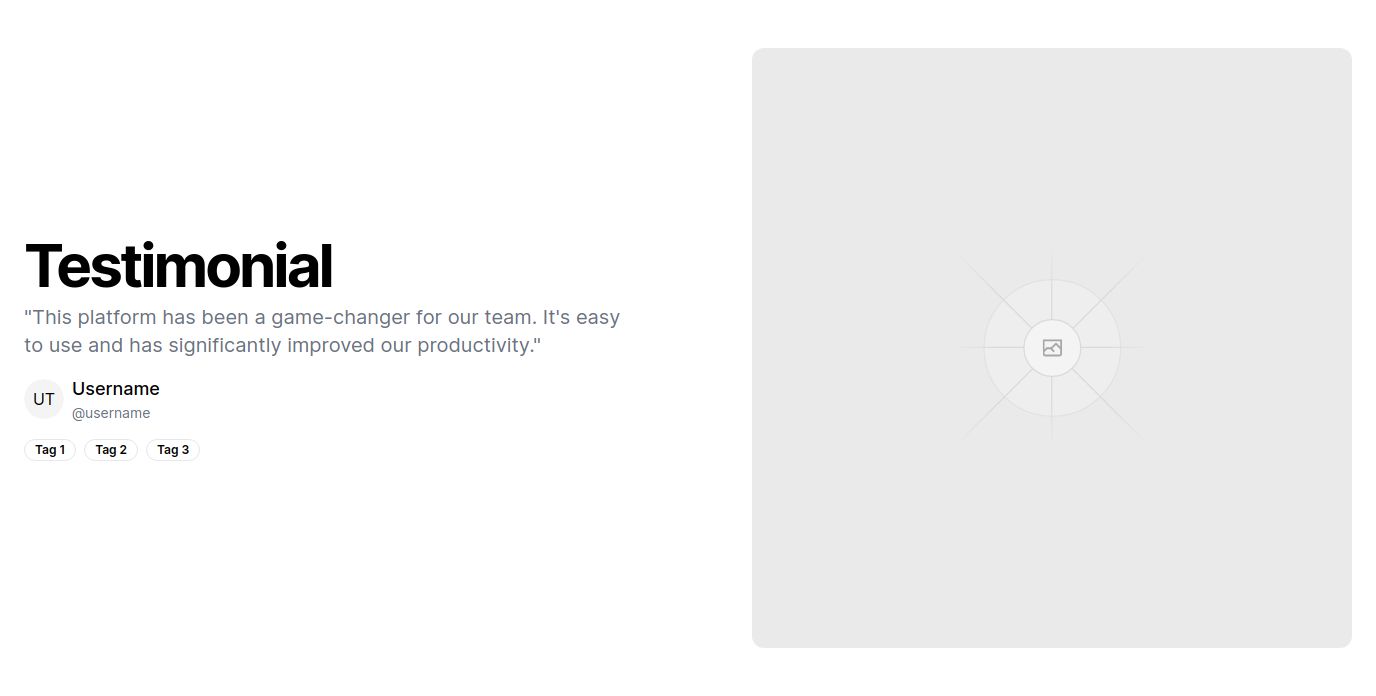 Testimonial
"This platform has been a game-changer for our team. It's easy
to use and has significantly improved our productivity."
UT
Username
@username
Tag 1
Tag 2
Tag 3